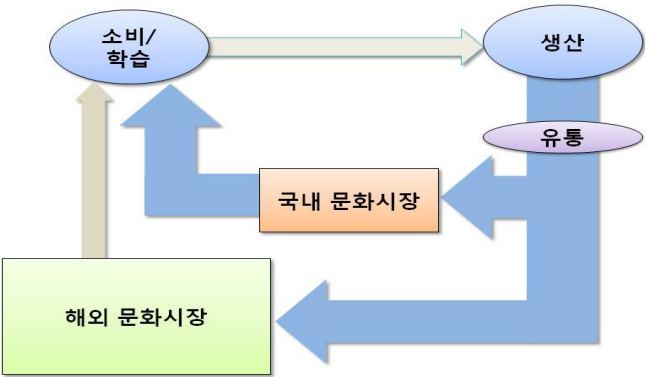 소비/
학습
생산
유통
국내 문화시장
해외 문화시장